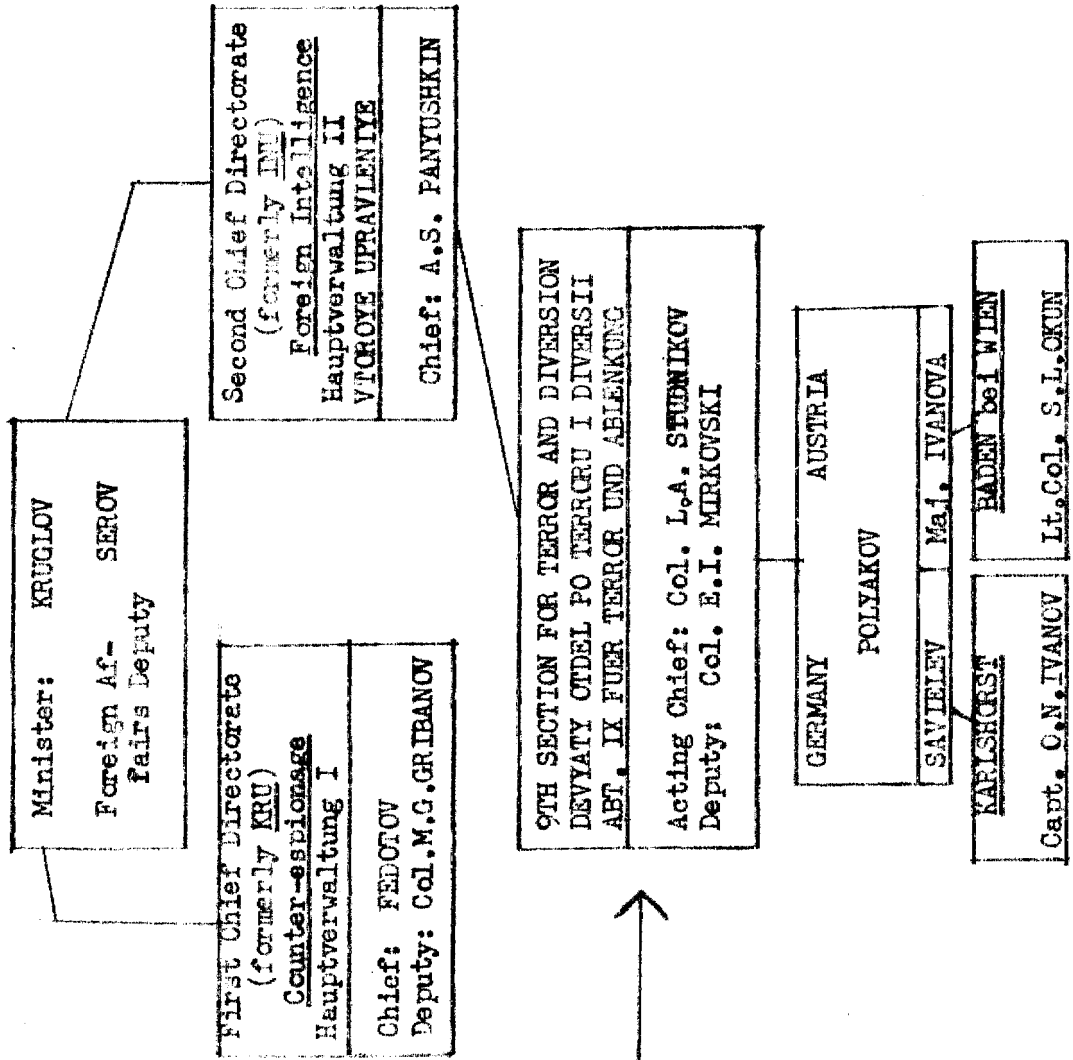 Minister: KRUGLOV
Foreign Af- SEROV
fairs Deputy
First Chief Directorate
(formerly KRU)
Counter-espionage
Hauptverwaltung I
Chief: FEDOTOV
Deputy: Col.M.G.GRIBANOV
Second Chief Directorate
(formerly INU)
Foreign Intelligence
Hauptverwaltung II
VTOROYE UPRAVLENIYE
Chief: A.S. PANYUSHKIN
9TH SECTION FOR TERROR AND DIVERSION
DEVYATY OTDEL PO TERRORU I DIVERSII
ABT. IX FUER TERROR UND ABLENKUNG
Acting Chief: Col. L.A. STUDNIKOV
Deputy: Col. E.I. MIRKOVSKI
GERMANY AUSTRIA
POLYAKOV
SAVIELEV Maj. IVANOVA
KARLSHORST
Capt. O.N.IVANOV
BADEN bei WIEN
Lt.Col. S.L.OKUN